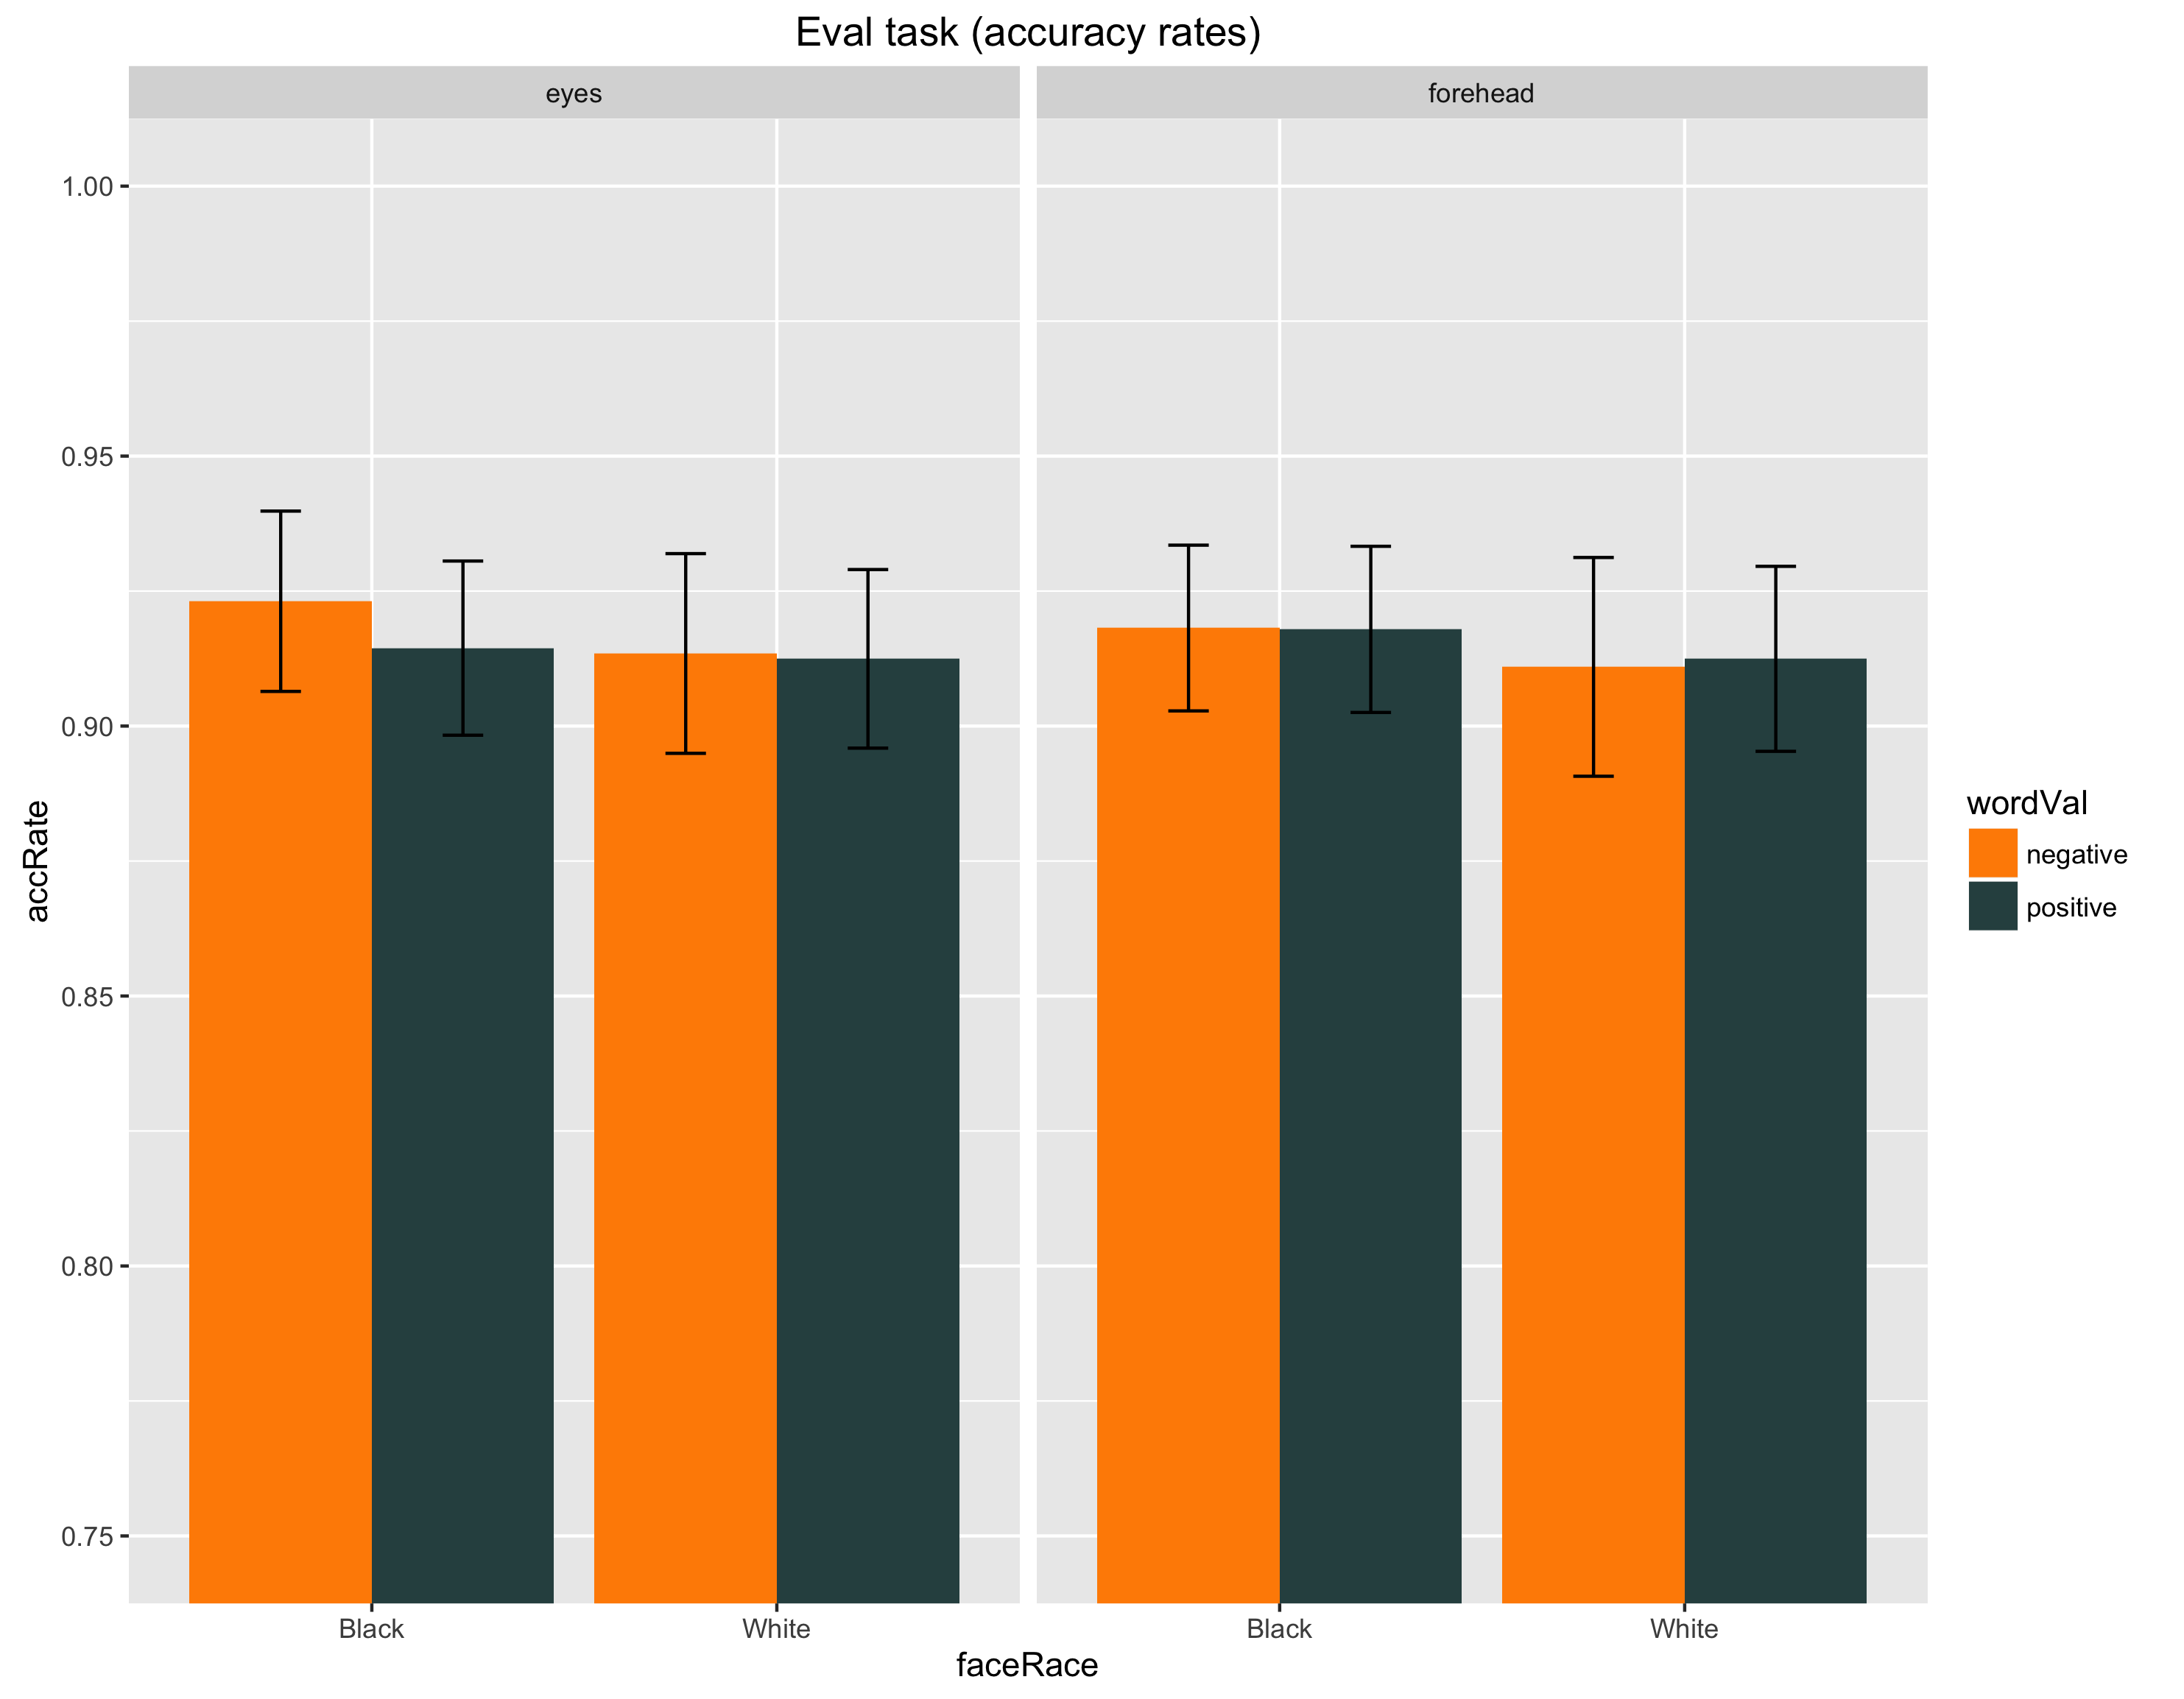 Eval task (accuracy rates)
eyes
forehead
1.00
0.95
0.90
0.85
0.80
0.75
accRate
Black
White
Black
White
faceRace
wordVal
negative
positive